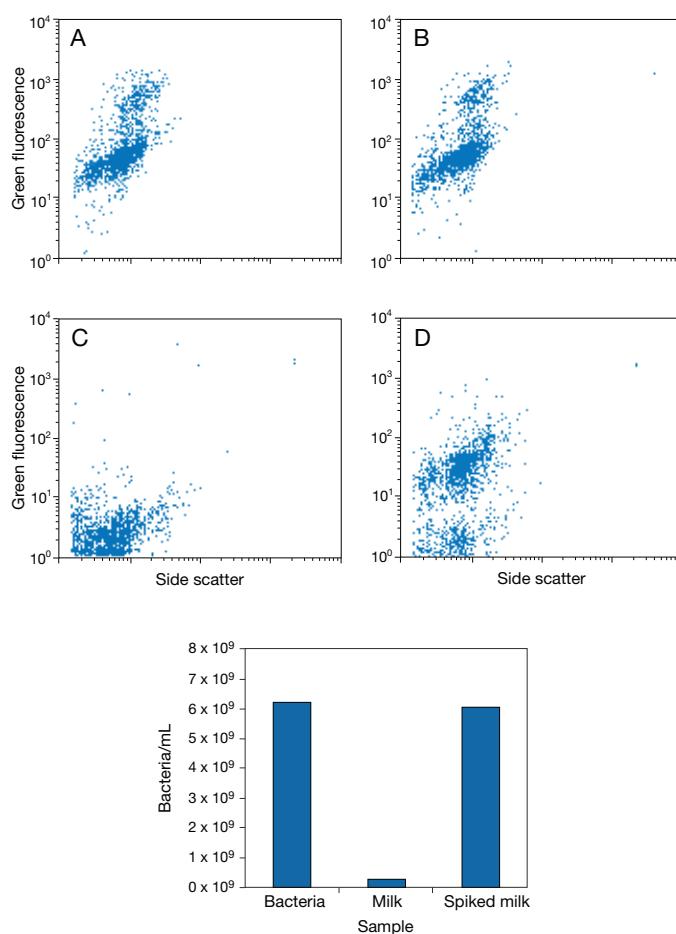 A
B
Green fluorescence
10⁴
10³
10²
10¹
10⁰
10⁴
10³
10²
10¹
10⁰
C
D
Green fluorescence
10⁴
10³
10²
10¹
10⁰
10⁴
10³
10²
10¹
10⁰
Side scatter
Side scatter
Bacteria/mL
8 x 10⁹
7 x 10⁹
6 x 10⁹
5 x 10⁹
4 x 10⁹
3 x 10⁹
2 x 10⁹
1 x 10⁹
0 x 10⁹
Bacteria Milk Spiked milk
Sample